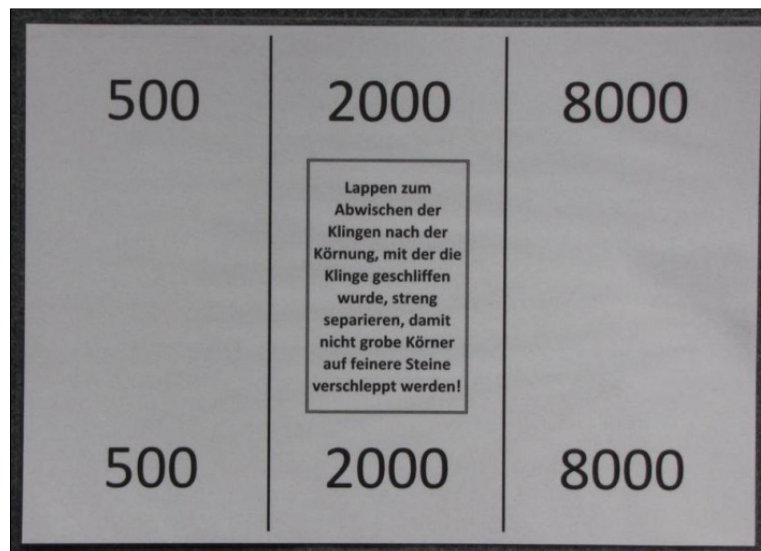 500 2000 8000
Lappen zum
Abwischen der
Klingen nach der
Körnung, mit der die
Klinge geschliffen
wurde, streng
separieren, damit
nicht grobe Körner
auf feinere Steine
verschleppt werden!
500 2000 8000